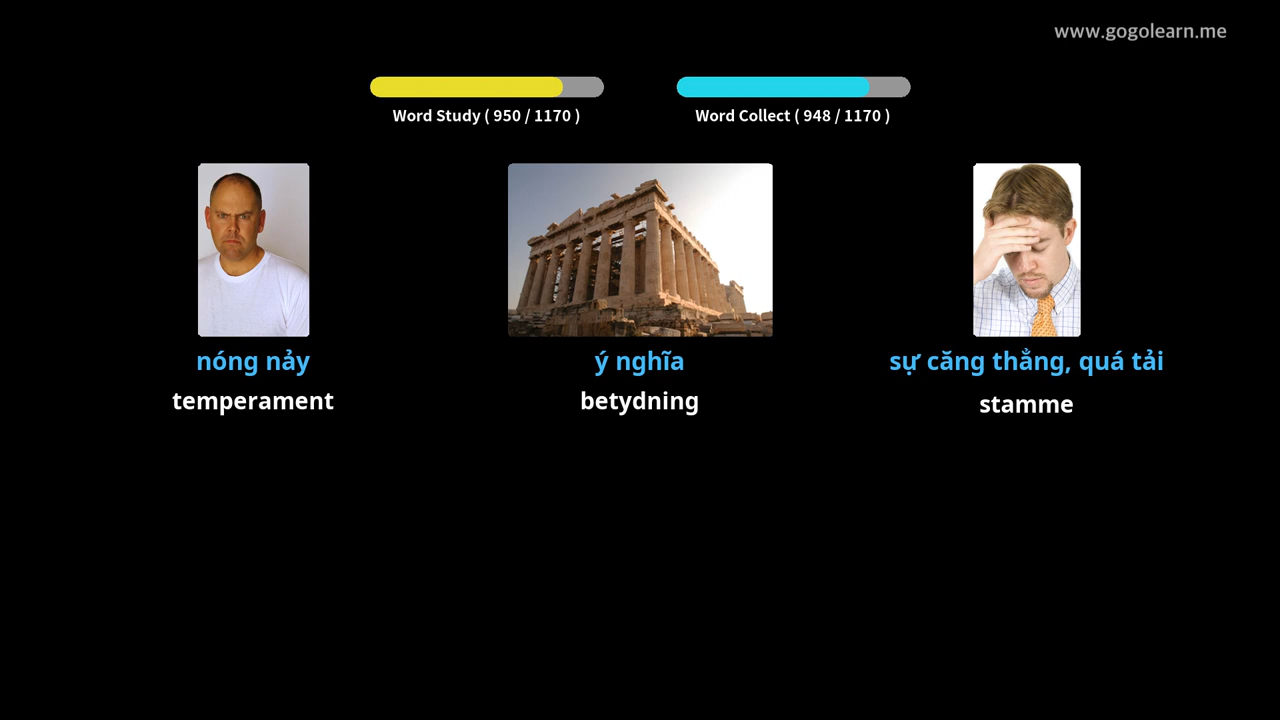 www.gogolearn.me
Word Study ( 950 / 1170 )
Word Collect ( 948 / 1170 )
nóng nảy
ý nghĩa
sự căng thẳng, quá tải
temperament
betydning
stamme